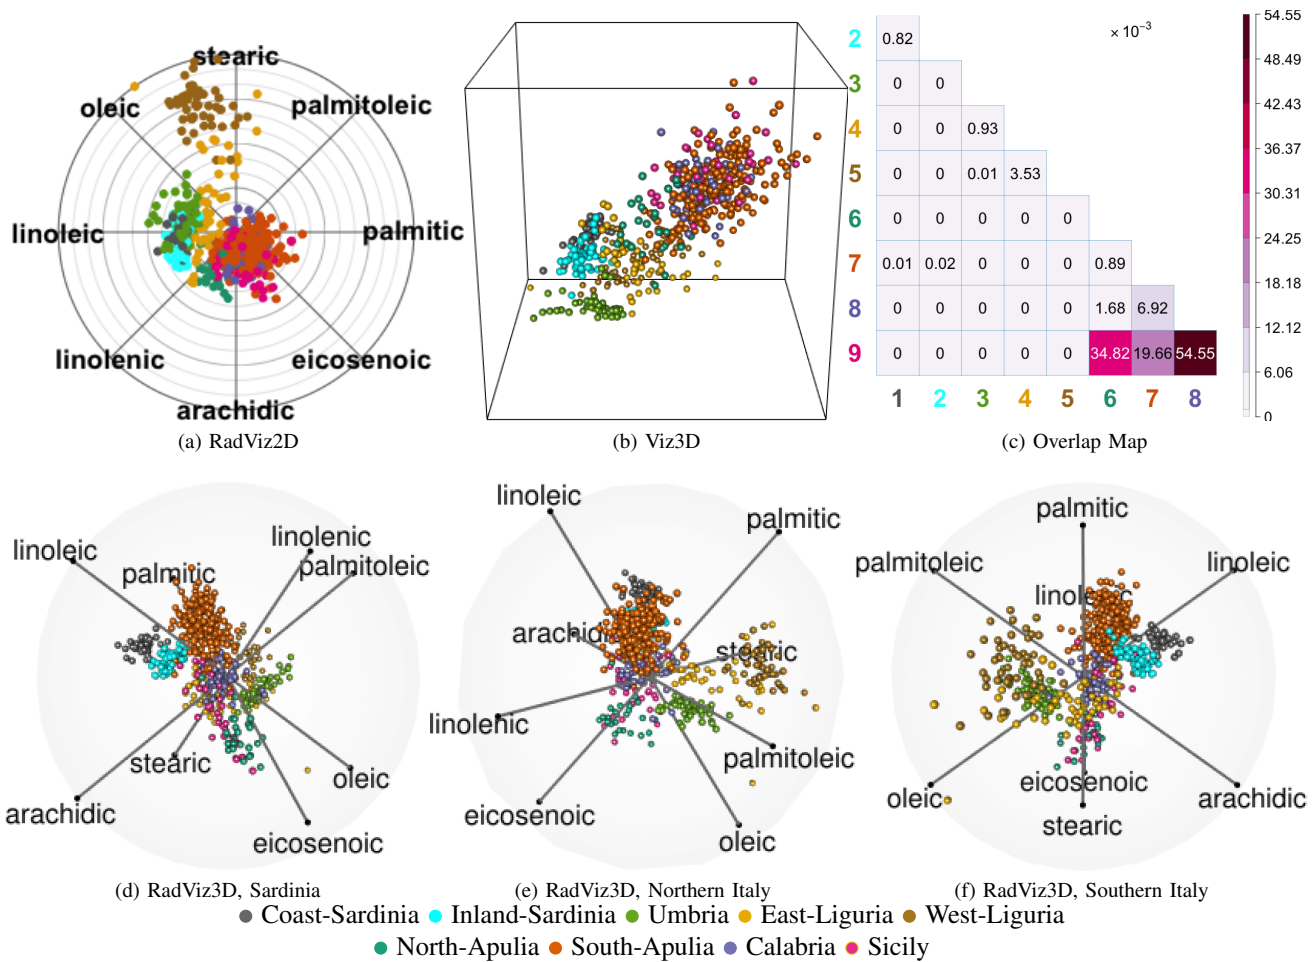 stearic
oleic
palmitoleic
linoleic
palmitic
linolenic
eicosenoic
arachidic
(a) RadViz2D
(b) Viz3D
× 10⁻³
2 0.82
3 0 0
4 0 0 0.93
5 0 0 0.01 3.53
6 0 0 0 0 0
7 0.01 0.02 0 0 0 0.89
8 0 0 0 0 0 1.68 6.92
9 0 0 0 0 0 34.82 19.66 54.55
1 2 3 4 5 6 7 8
54.55
48.49
42.43
36.37
30.31
24.25
18.18
12.12
6.06
0
(c) Overlap Map
linoleic
linolenic
palmitic
palmitoleic
stearic
oleic
arachidic
eicosenoic
(d) RadViz3D, Sardinia
linoleic
palmitic
arachidic
stearic
linolenic
palmitoleic
eicosenoic
oleic
(e) RadViz3D, Northern Italy
palmitic
palmitoleic
linoleic
linolenic
eicosenoic
oleic
arachidic
stearic
(f) RadViz3D, Southern Italy
Coast-Sardinia Inland-Sardinia Umbria East-Liguria West-Liguria
North-Apulia South-Apulia Calabria Sicily